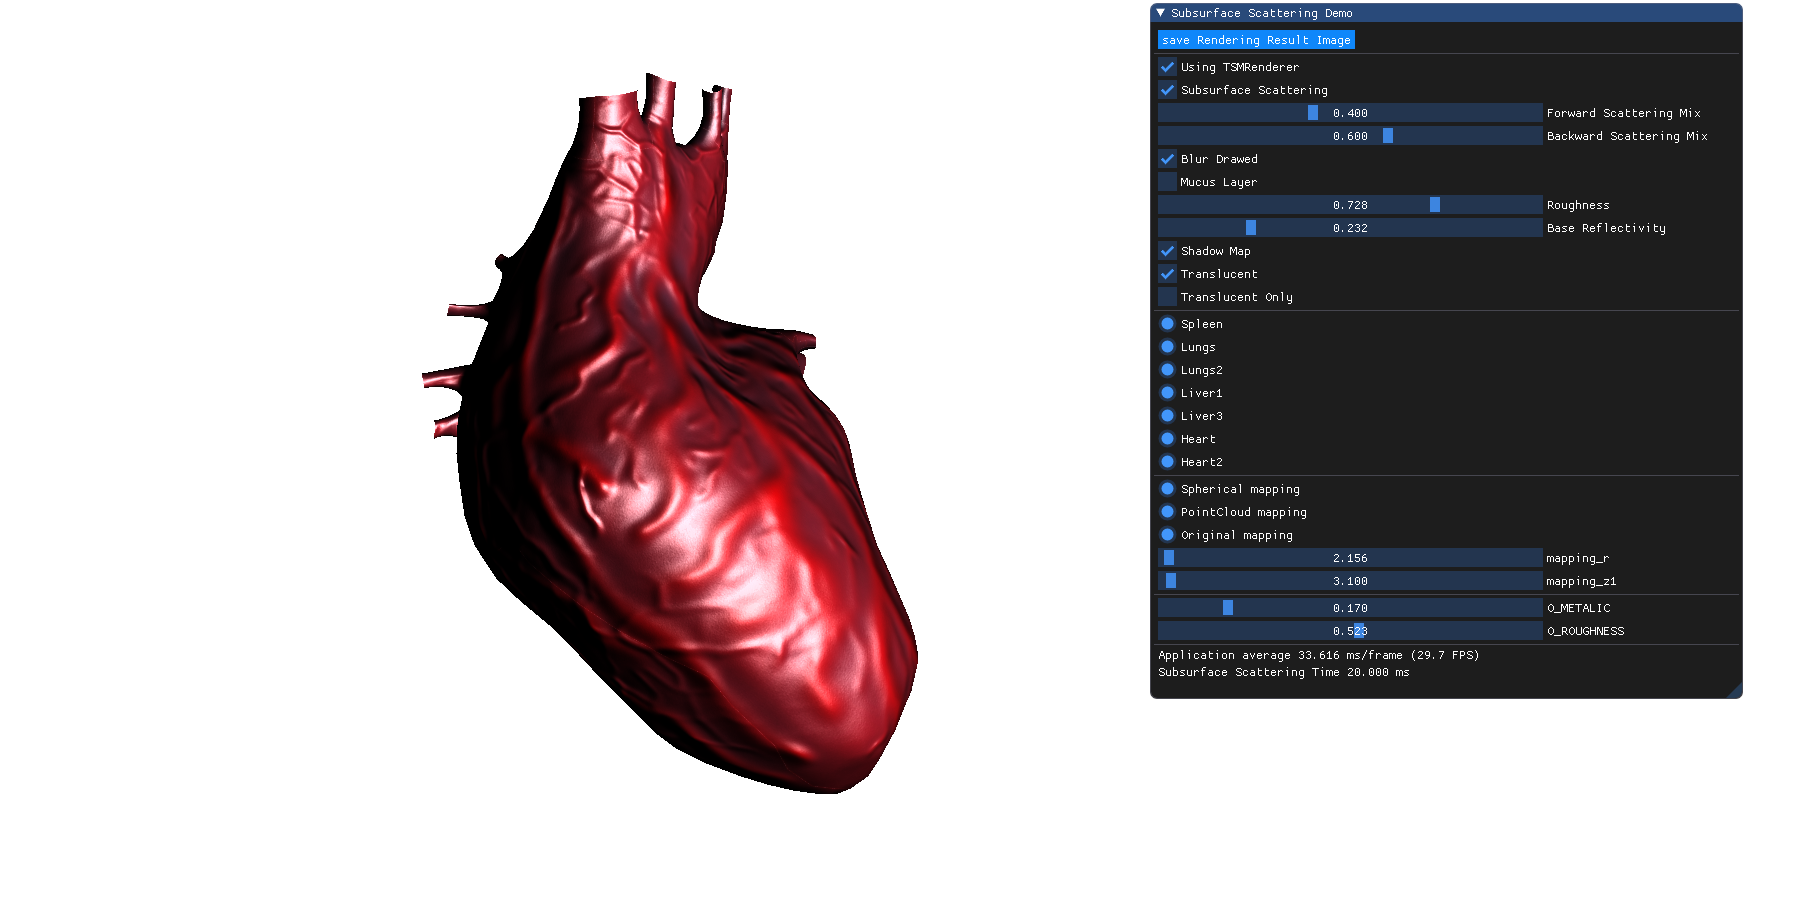 Subsurface Scattering Demo
save Rendering Result Image
Using TSMRenderer
Subsurface Scattering
0.400 Forward Scattering Mix
0.600 Backward Scattering Mix
Blur Drawed
Mucus Layer
0.728 Roughness
0.232 Base Reflectivity
Shadow Map
Translucent
Translucent Only
Spleen
Lungs
Lungs2
Liver1
Liver3
Heart
Heart2
Spherical mapping
PointCloud mapping
Original mapping
2.156 mapping_r
3.100 mapping_z1
0.170 O_METALIC
0.523 O_ROUGHNESS
Application average 33.616 ms/frame (29.7 FPS)
Subsurface Scattering Time 20.000 ms